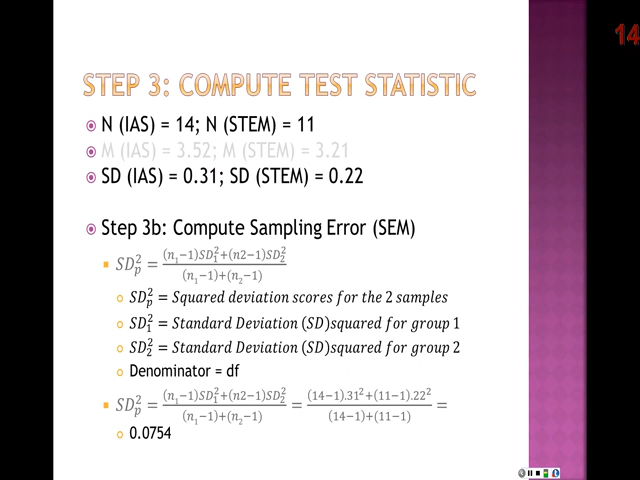 14
STEP 3: COMPUTE TEST STATISTIC
N (IAS) = 14; N (STEM) = 11
M (IAS) = 3.52; M (STEM) = 3.21
SD (IAS) = 0.31; SD (STEM) = 0.22
Step 3b: Compute Sampling Error (SEM)
SD_p^2 = ((n_1−1)SD_1^2+(n2−1)SD_2^2)/((n_1−1)+(n_2−1))
SD_p^2 = Squared deviation scores for the 2 samples
SD_1^2 = Standard Deviation (SD)squared for group 1
SD_2^2 = Standard Deviation (SD)squared for group 2
Denominator = df
SD_p^2 = ((n_1−1)SD_1^2+(n2−1)SD_2^2)/((n_1−1)+(n_2−1)) = ((14−1).31^2+(11−1).22^2)/((14−1)+(11−1)) =
0.0754